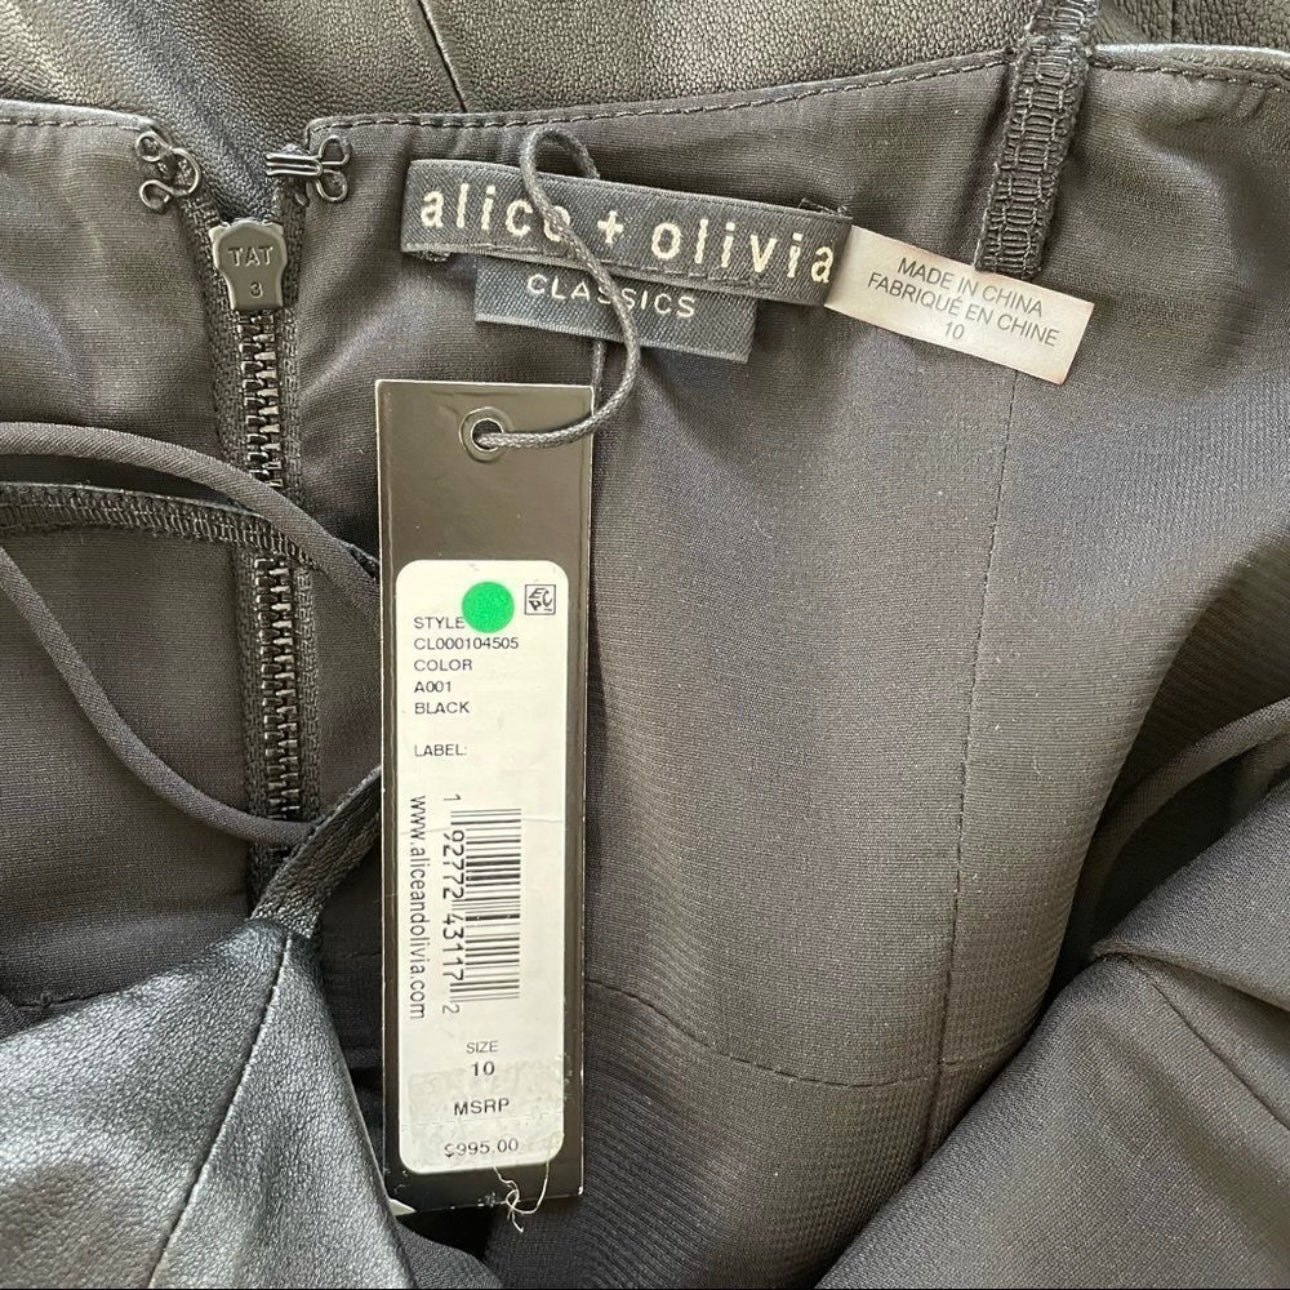 alice + olivia
CLASSICS
MADE IN CHINA
FABRIQUÉ EN CHINE
10
TAT
3
STYLE
CL000104505
COLOR
A001
BLACK
LABEL:
1 92772 43117 2
www.aliceandolivia.com
SIZE
10
MSRP
$995.00